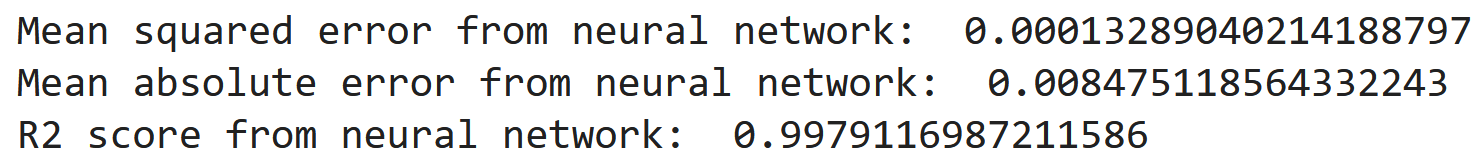 Mean squared error from neural network:  0.00013289040214188797
Mean absolute error from neural network:  0.008475118564332243
R2 score from neural network:  0.9979116987211586